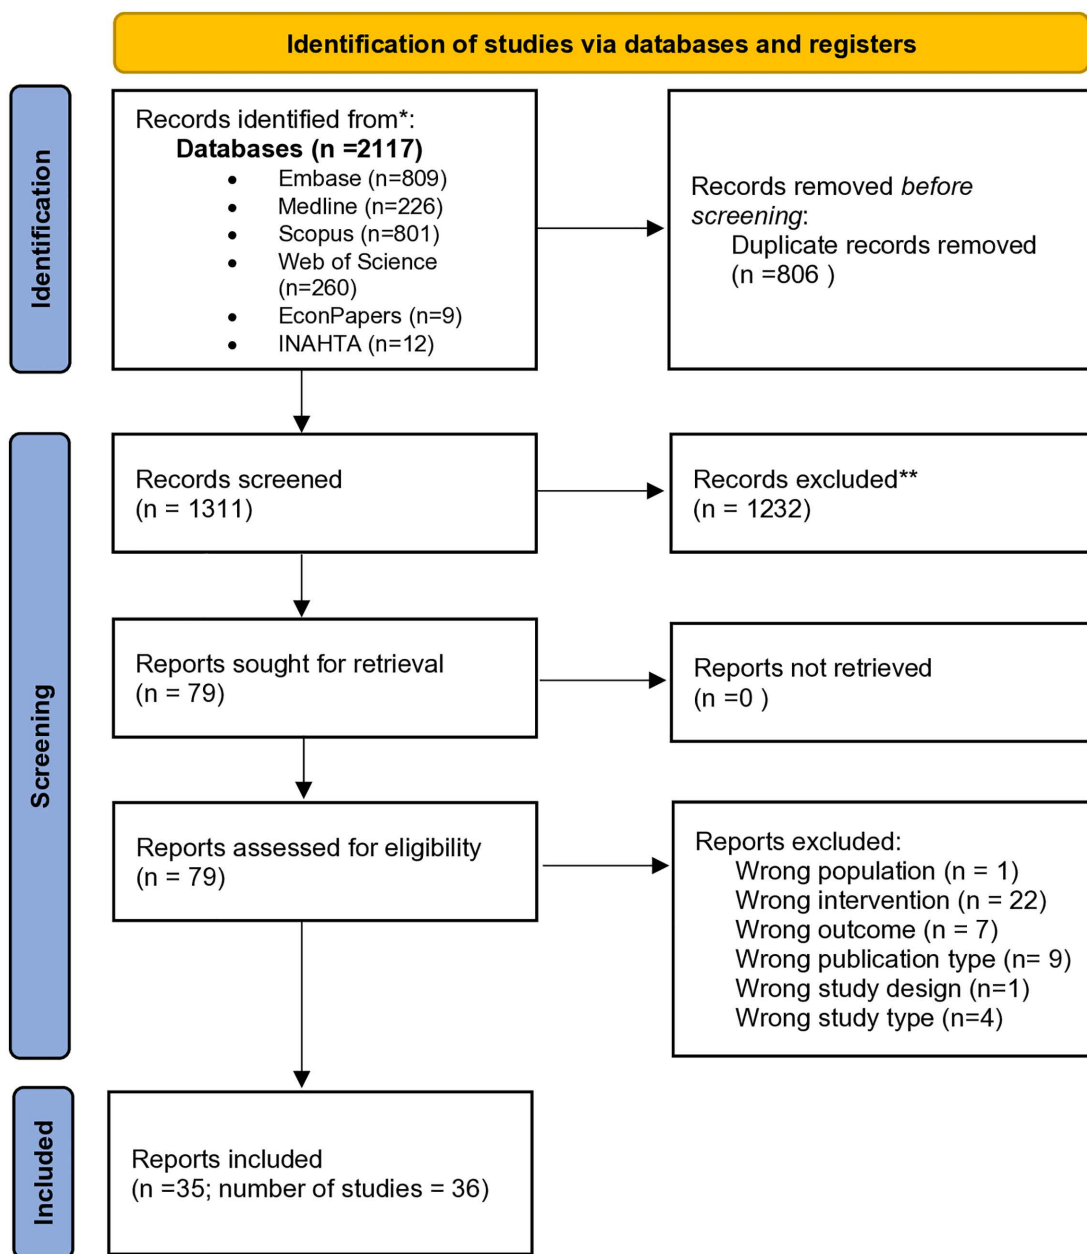 Identification of studies via databases and registers
Identification
Records identified from*:
Databases (n =2117)
• Embase (n=809)
• Medline (n=226)
• Scopus (n=801)
• Web of Science
(n=260)
• EconPapers (n=9)
• INAHTA (n=12)
Records removed before
screening:
Duplicate records removed
(n =806 )
Screening
Records screened
(n = 1311)
Records excluded**
(n = 1232)
Reports sought for retrieval
(n = 79)
Reports not retrieved
(n =0 )
Reports assessed for eligibility
(n = 79)
Reports excluded:
Wrong population (n = 1)
Wrong intervention (n = 22)
Wrong outcome (n = 7)
Wrong publication type (n= 9)
Wrong study design (n=1)
Wrong study type (n=4)
Included
Reports included
(n =35; number of studies = 36)